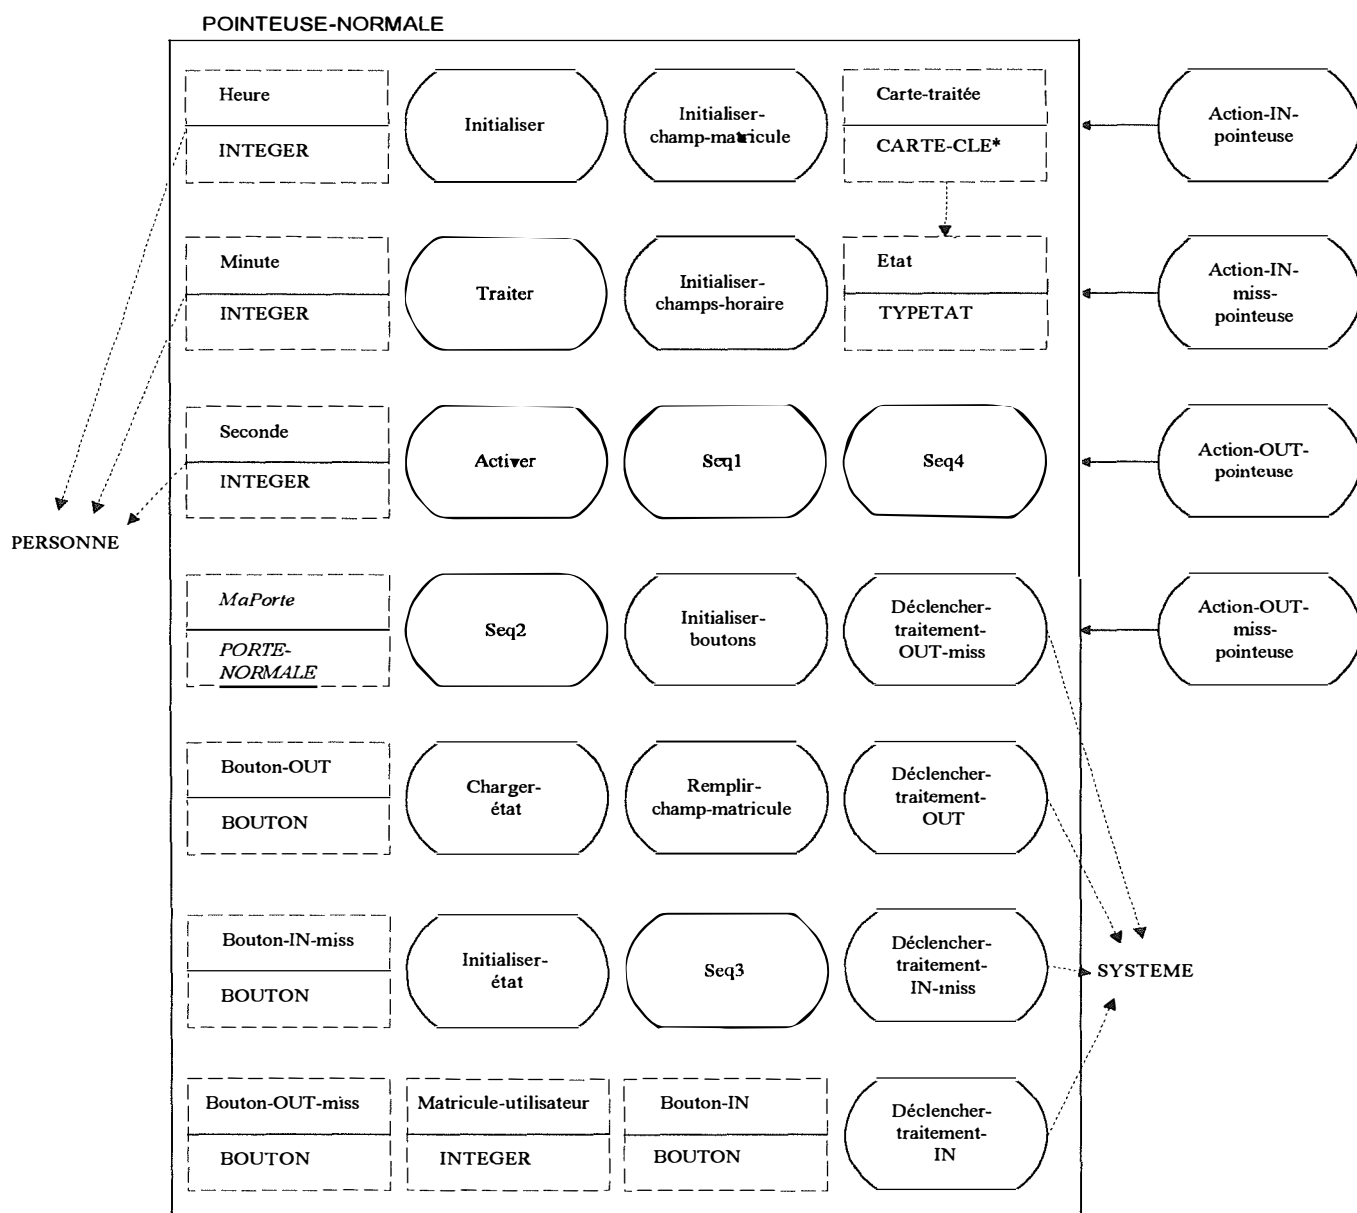 POINTEUSE-NORMALE
Heure
INTEGER
Initialiser
Initialiser-
champ-matricule
Carte-traitée
CARTE-CLE*
Action-IN-
pointeuse
Minute
INTEGER
Traiter
Initialiser-
champs-horaire
Etat
TYPETAT
Action-IN-
miss-
pointeuse
Seconde
INTEGER
Activer
Seq1
Seq4
Action-OUT-
pointeuse
PERSONNE
MaPorte
PORTE-
NORMALE
Seq2
Initialiser-
boutons
Déclencher-
traitement-
OUT-miss
Action-OUT-
miss-
pointeuse
Bouton-OUT
BOUTON
Charger-
état
Remplir-
champ-matricule
Déclencher-
traitement-
OUT
Bouton-IN-miss
BOUTON
Initialiser-
état
Seq3
Déclencher-
traitement-
IN-miss
SYSTEME
Bouton-OUT-miss
BOUTON
Matricule-utilisateur
INTEGER
Bouton-IN
BOUTON
Déclencher-
traitement-
IN